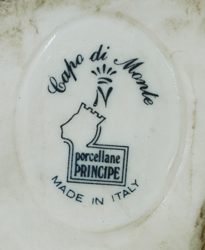 Capo di Monte
N
porcellane
PRINCIPE
MADE IN ITALY